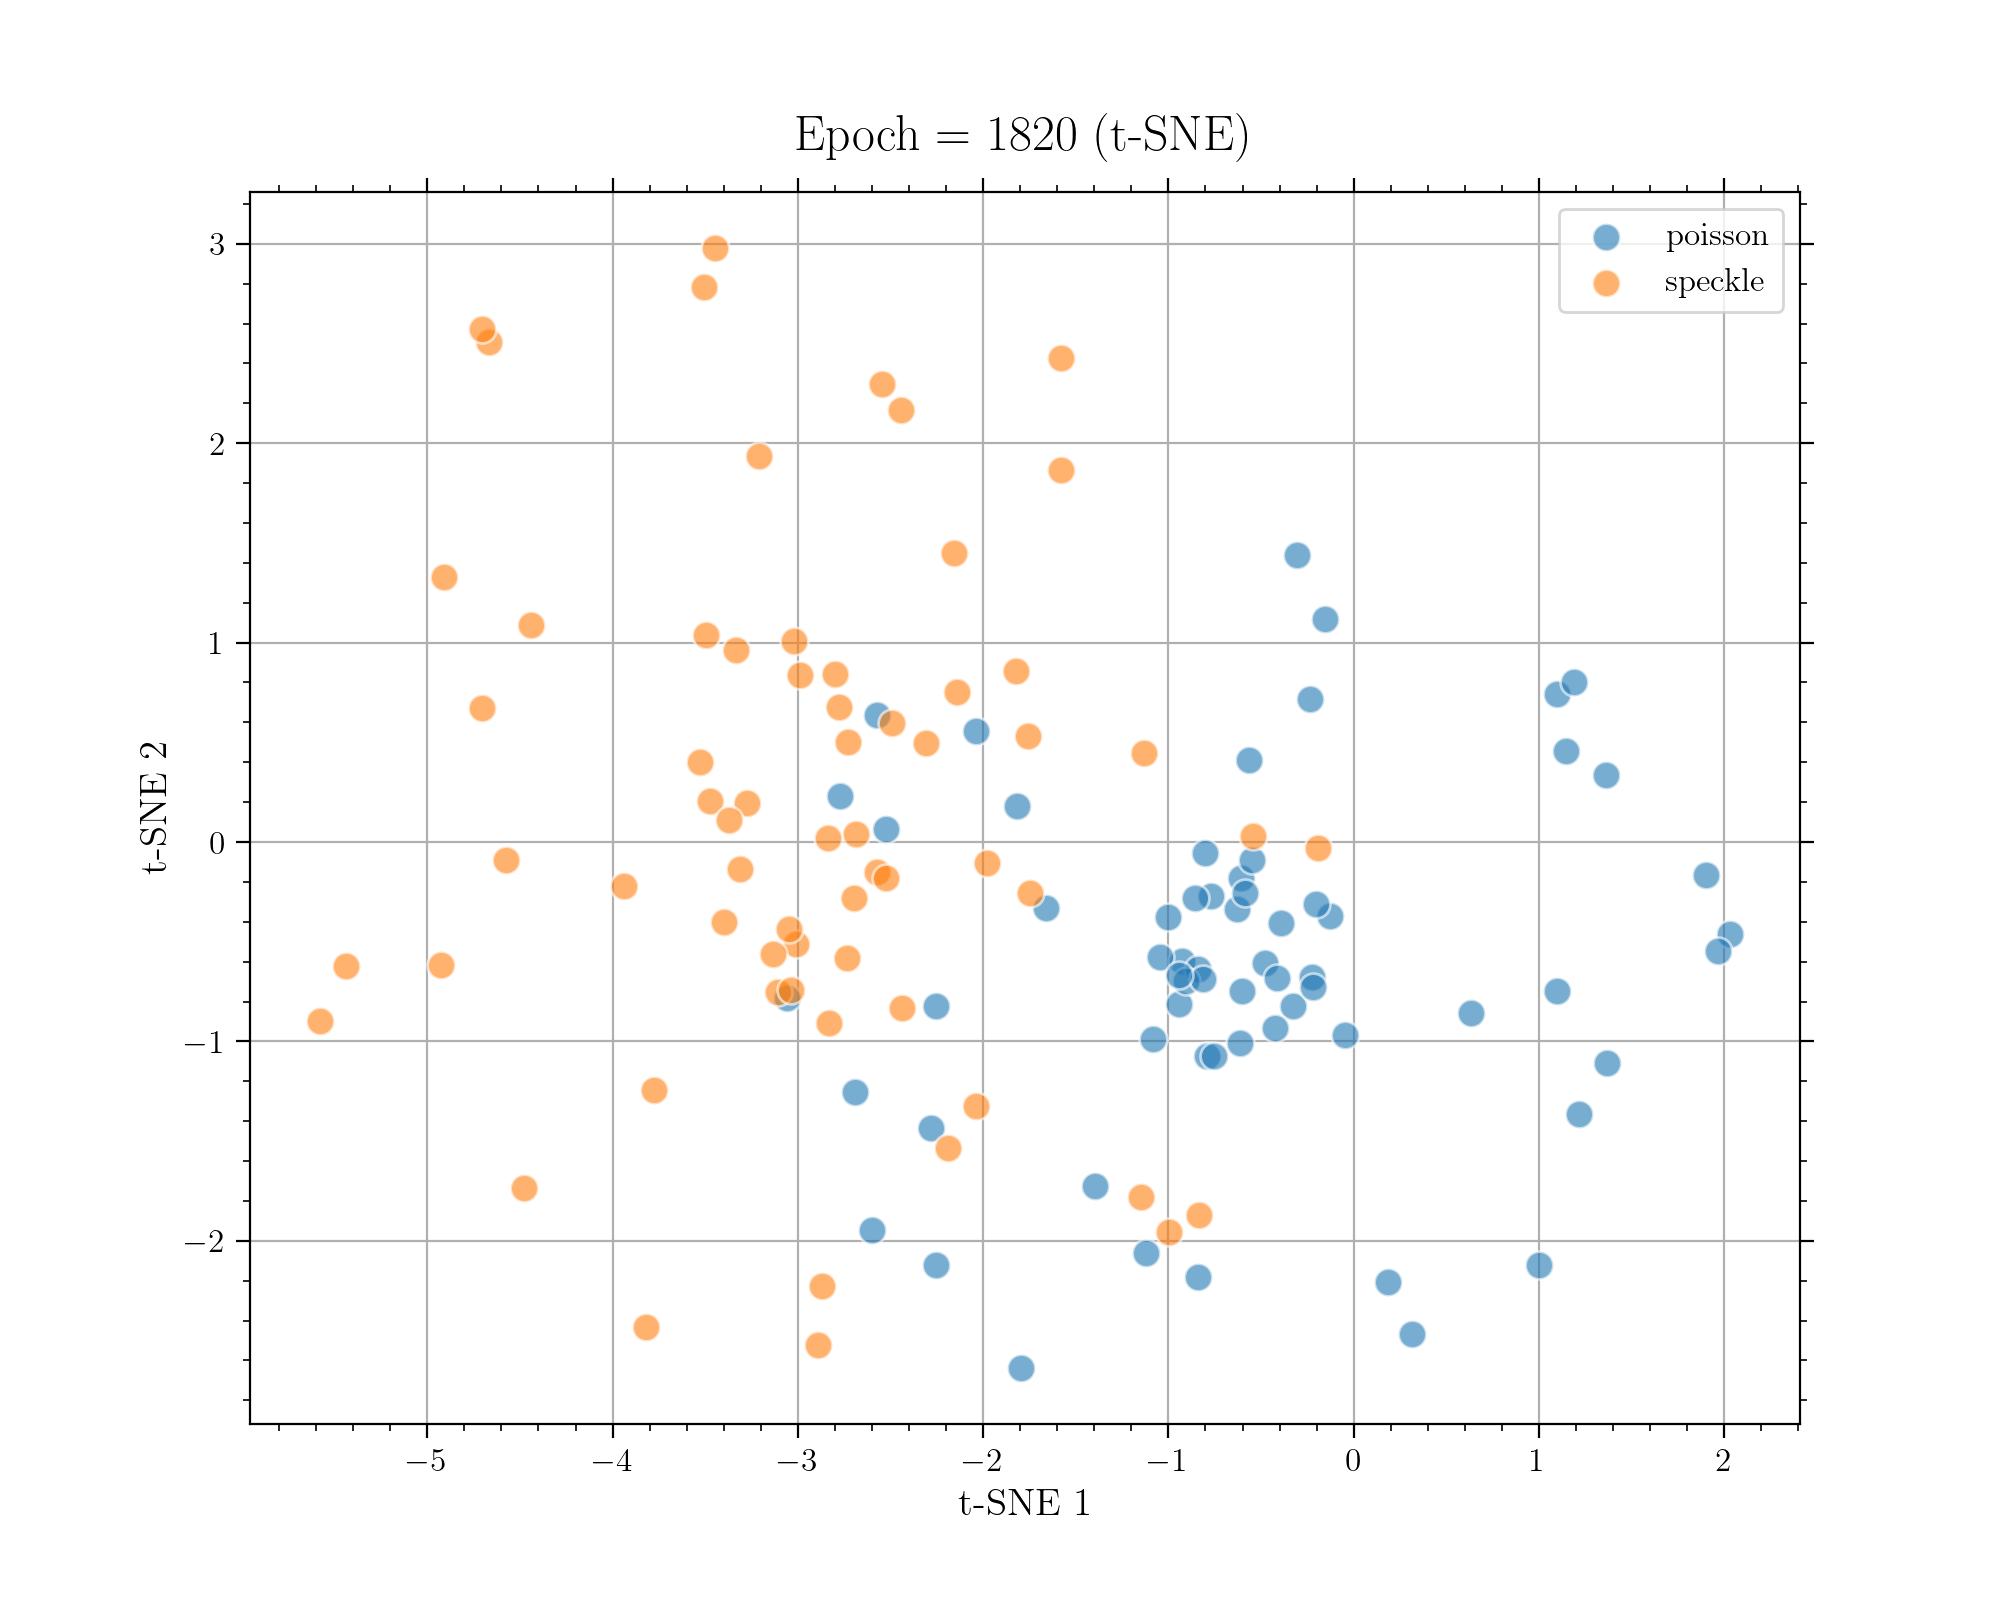 Epoch = 1820 (t-SNE)
poisson
speckle
3
2
1
0
−1
−2
t-SNE 2
−5
−4
−3
−2
−1
0
1
2
t-SNE 1